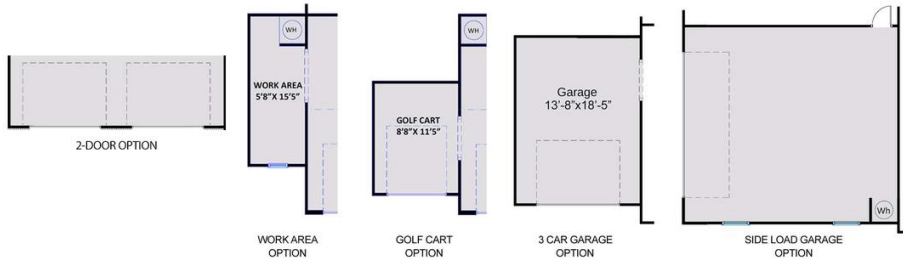 2-DOOR OPTION
WH
WORK AREA
5'8"X 15'5"
WORK AREA
OPTION
WH
GOLF CART
8'8"X 11'5"
GOLF CART
OPTION
Garage
13'-8"x18'-5"
3 CAR GARAGE
OPTION
Wh
SIDE LOAD GARAGE
OPTION